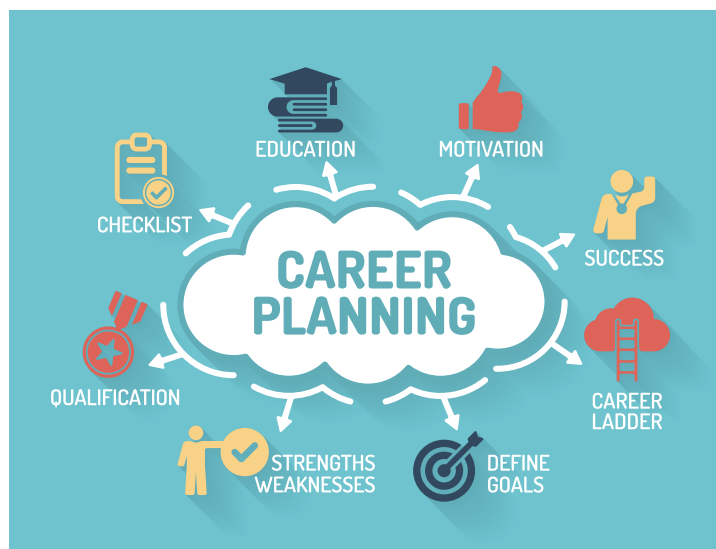 CAREER
PLANNING
EDUCATION
MOTIVATION
SUCCESS
CAREER
LADDER
DEFINE
GOALS
STRENGTHS
WEAKNESSES
QUALIFICATION
CHECKLIST